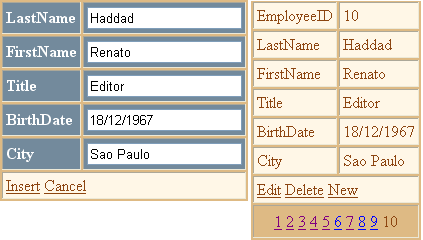 LastName Haddad
FirstName Renato
Title Editor
BirthDate 18/12/1967
City Sao Paulo
Insert Cancel
EmployeeID 10
LastName Haddad
FirstName Renato
Title Editor
BirthDate 18/12/1967
City Sao Paulo
Edit Delete New
1 2 3 4 5 6 7 8 9 10